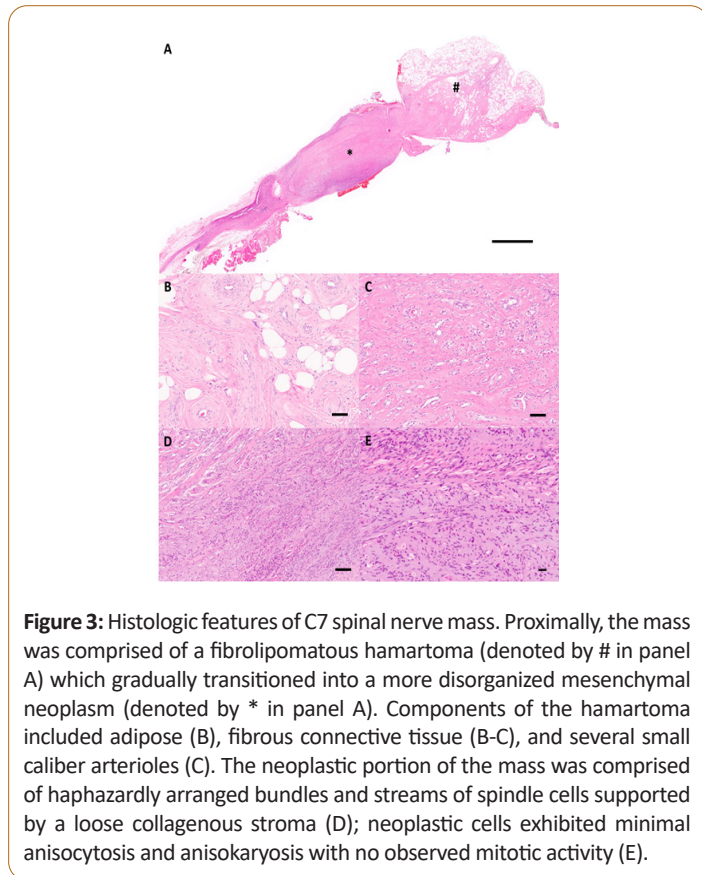 A
#
*
B
C
D
E
Figure 3: Histologic features of C7 spinal nerve mass. Proximally, the mass
was comprised of a fibrolipomatous hamartoma (denoted by # in panel
A) which gradually transitioned into a more disorganized mesenchymal
neoplasm (denoted by * in panel A). Components of the hamartoma
included adipose (B), fibrous connective tissue (B-C), and several small
caliber arterioles (C). The neoplastic portion of the mass was comprised
of haphazardly arranged bundles and streams of spindle cells supported
by a loose collagenous stroma (D); neoplastic cells exhibited minimal
anisocytosis and anisokaryosis with no observed mitotic activity (E).